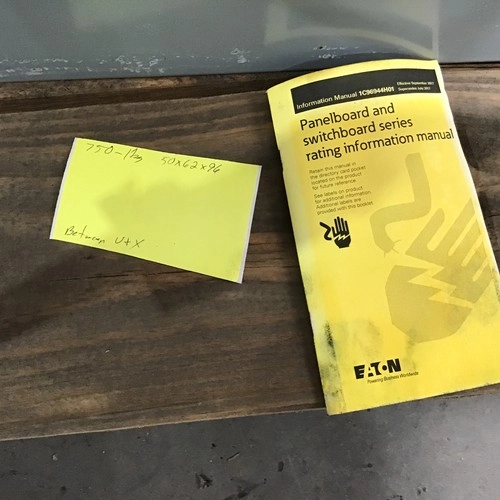 750-
50x62x96
Between U+X
Information Manual 1C96944H01
Effective September 2017
Supersedes July 2011
Panelboard and
switchboard series
rating information manual
Retain this manual in
the directory card pocket
located on the product
for future reference.
See labels on product
for additional information.
Additional labels are
provided with this booklet.
EATON
Powering Business Worldwide